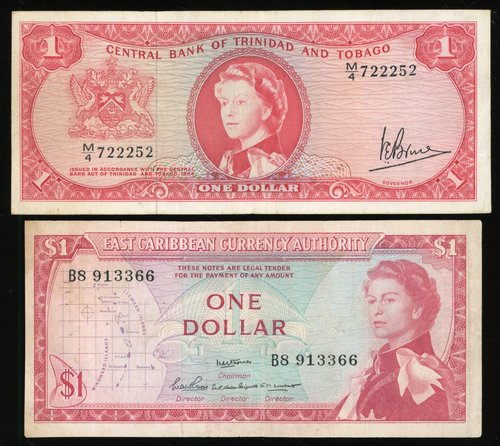 1 1
CENTRAL BANK OF TRINIDAD AND TOBAGO
M/4 722252
M/4 722252
ISSUED IN ACCORDANCE WITH THE CENTRAL
BANK ACT OF TRINIDAD AND TOBAGO, 1964
GOVERNOR
1 ONE DOLLAR 1
$1 EAST CARIBBEAN CURRENCY AUTHORITY $1
B8 913366
THESE NOTES ARE LEGAL TENDER
FOR THE PAYMENT OF ANY AMOUNT
ONE
DOLLAR
B8 913366
Chairman
$1
Director Director Director